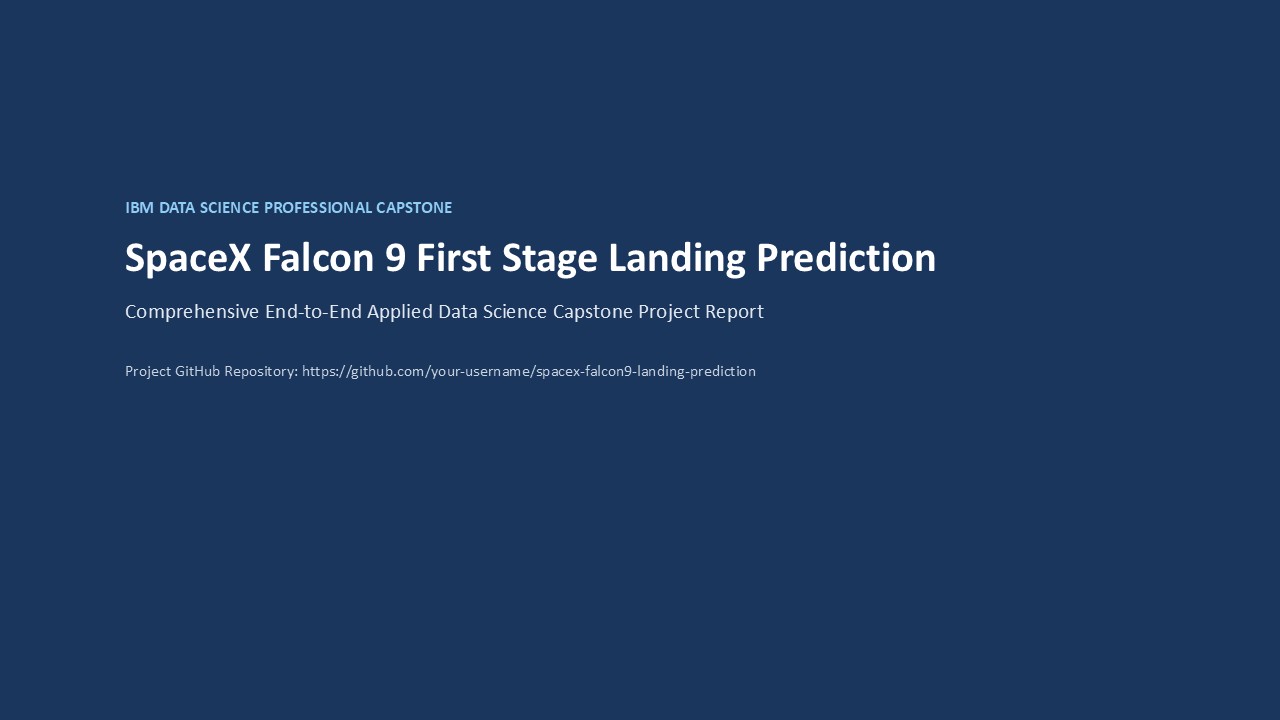 IBM DATA SCIENCE PROFESSIONAL CAPSTONE
SpaceX Falcon 9 First Stage Landing Prediction
Comprehensive End-to-End Applied Data Science Capstone Project Report
Project GitHub Repository: https://github.com/your-username/spacex-falcon9-landing-prediction